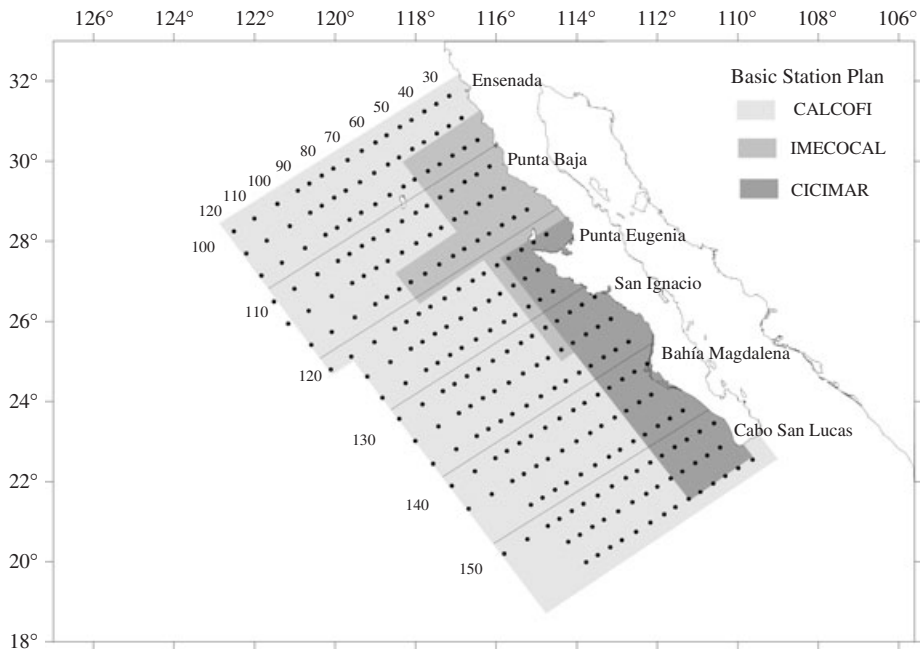 126° 124° 122° 120° 118° 116° 114° 112° 110° 108° 106°
32°
30°
28°
26°
24°
22°
20°
18°
30
40
50
60
70
80
90
100
110
120
100
110
120
130
140
150
Ensenada
Punta Baja
Punta Eugenia
San Ignacio
Bahía Magdalena
Cabo San Lucas
Basic Station Plan
CALCOFI
IMECOCAL
CICIMAR